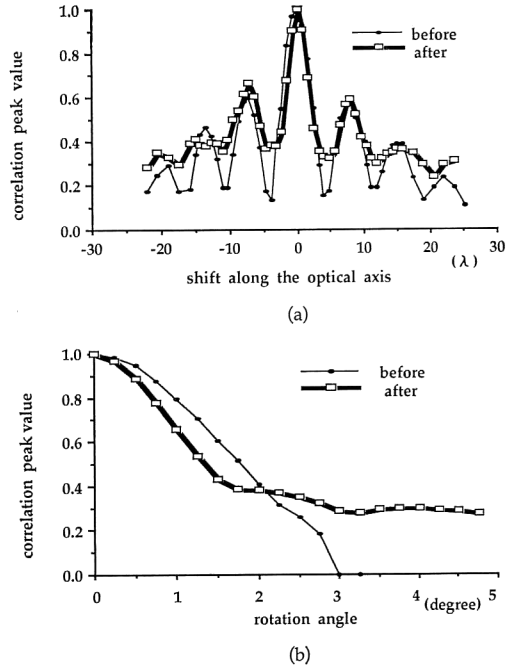 1.0
0.8
0.6
0.4
0.2
0.0
correlation peak value
before
after
-30 -20 -10 0 10 20 30
(λ)
shift along the optical axis
(a)
1.0
0.8
0.6
0.4
0.2
0.0
correlation peak value
before
after
0 1 2 3 4 (degree) 5
rotation angle
(b)